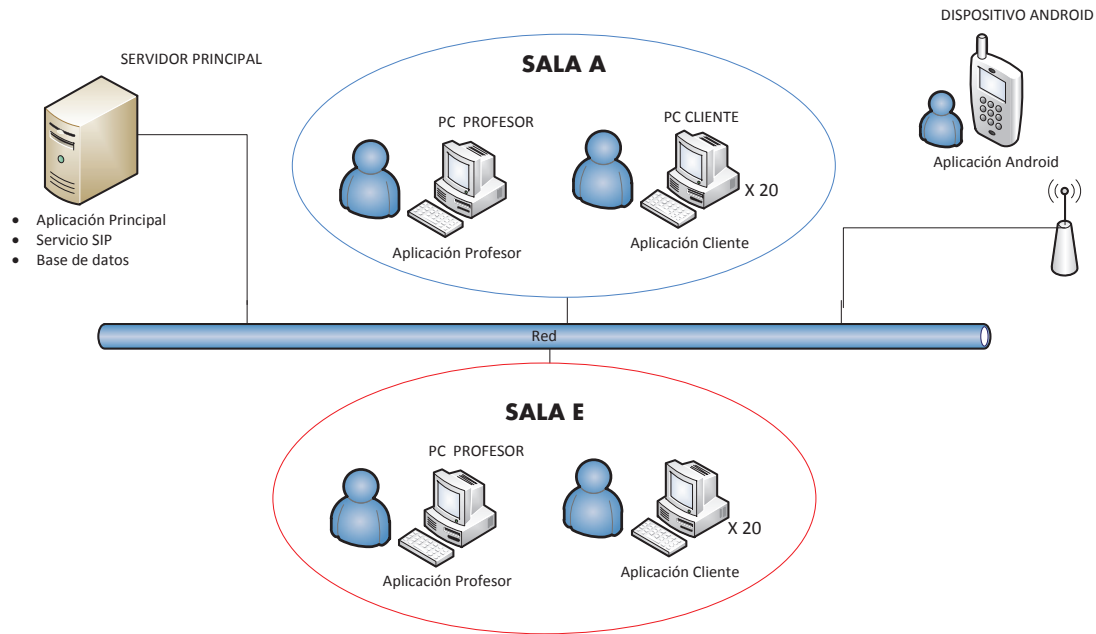 DISPOSITIVO ANDROID
SERVIDOR PRINCIPAL
SALA A
PC PROFESOR
PC CLIENTE
X 20
Aplicación Profesor
Aplicación Cliente
Aplicación Android
• Aplicación Principal
• Servicio SIP
• Base de datos
Red
SALA E
PC PROFESOR
X 20
Aplicación Profesor
Aplicación Cliente